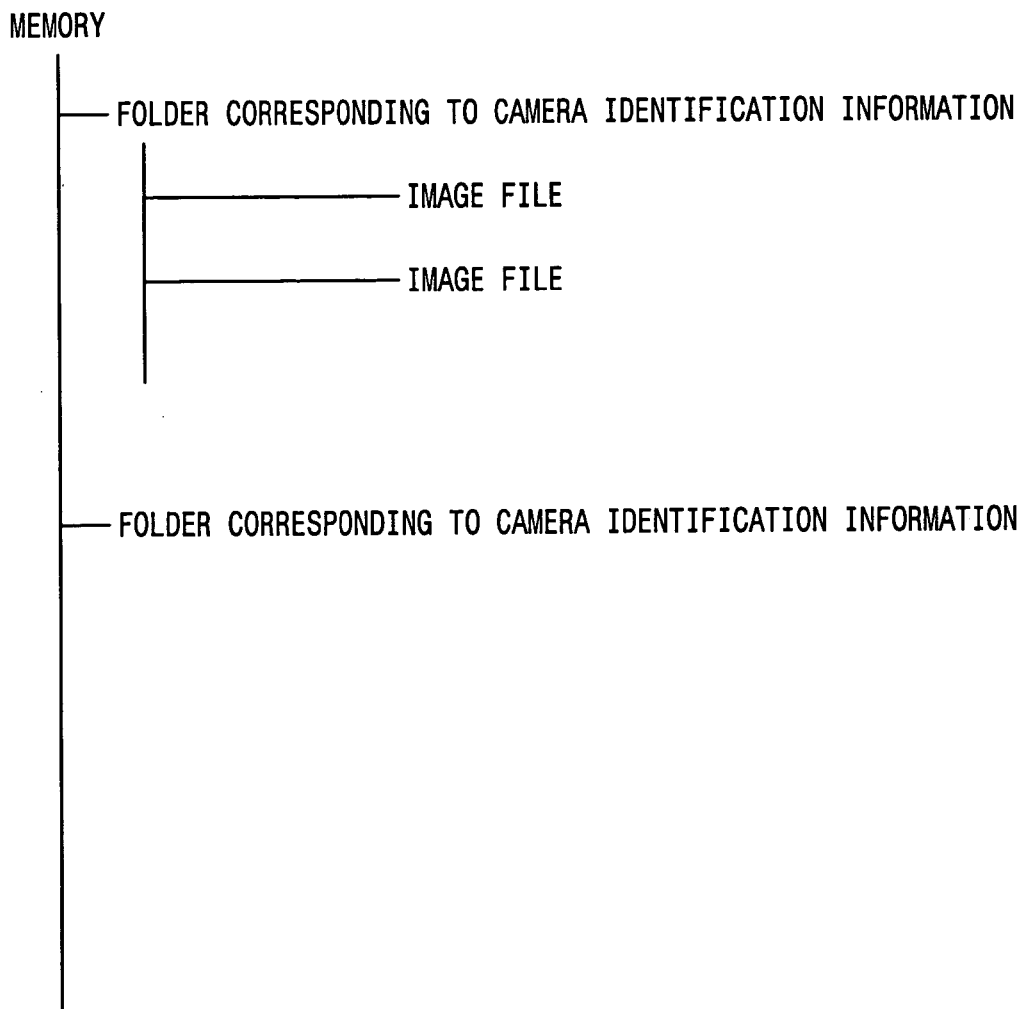 MEMORY
FOLDER CORRESPONDING TO CAMERA IDENTIFICATION INFORMATION
IMAGE FILE
IMAGE FILE
FOLDER CORRESPONDING TO CAMERA IDENTIFICATION INFORMATION